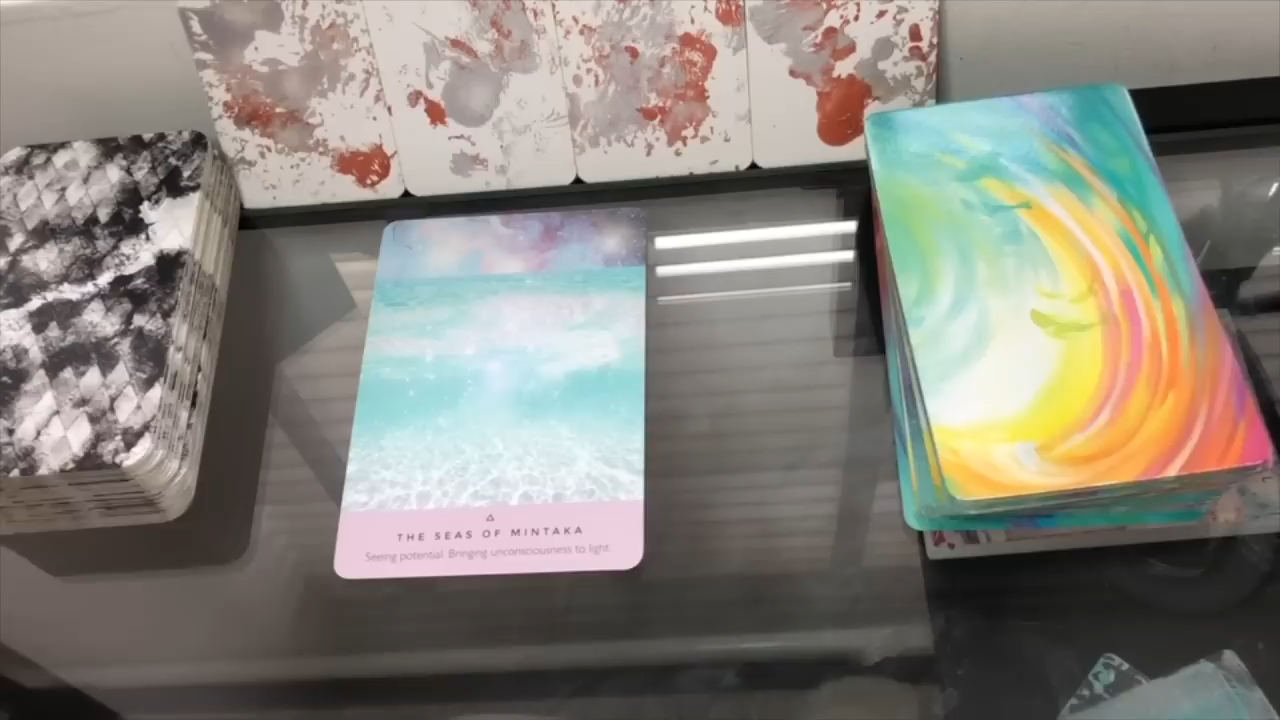 THE SEAS OF MINTAKA
Seeing potential. Bringing unconsciousness to light.